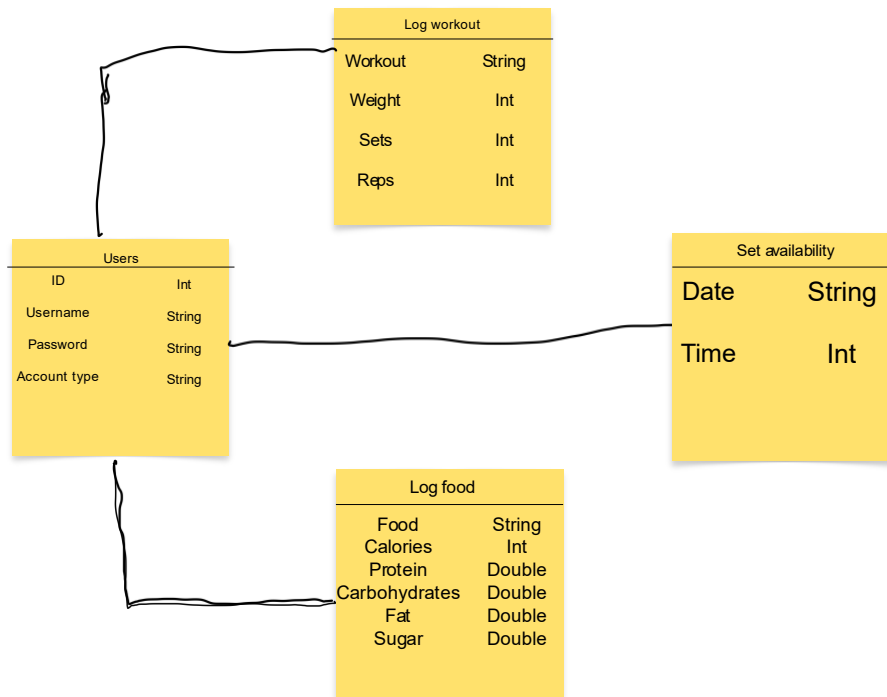 Log workout
Workout String
Weight Int
Sets Int
Reps Int
Users
ID Int
Username String
Password String
Account type String
Set availability
Date String
Time Int
Log food
Food String
Calories Int
Protein Double
Carbohydrates Double
Fat Double
Sugar Double